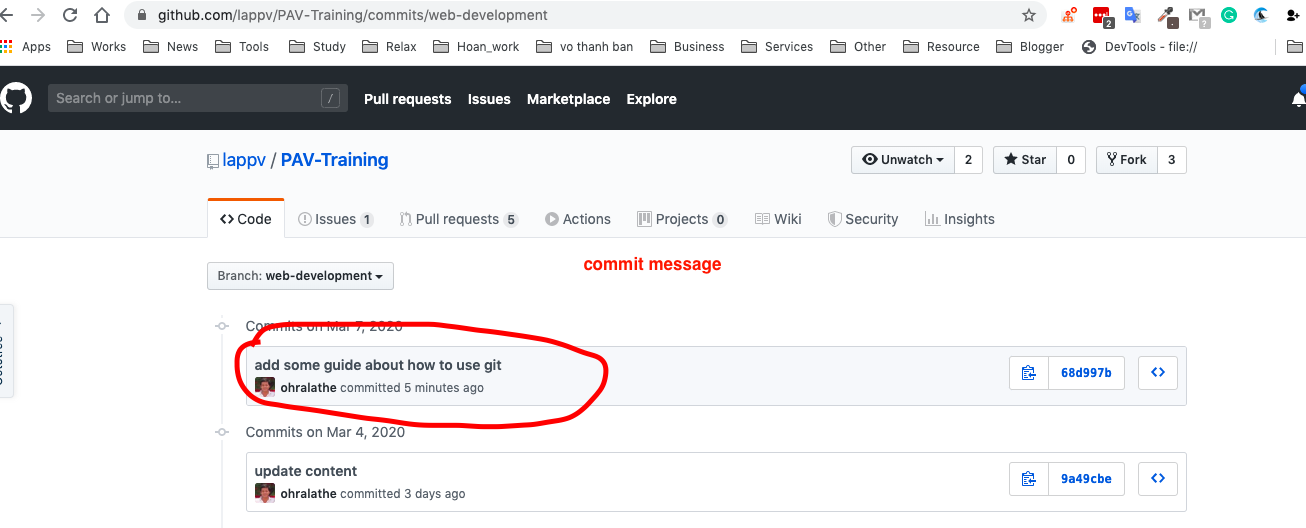 github.com/lappv/PAV-Training/commits/web-development
2
?
Apps Works News Tools Study Relax Hoan_work vo thanh ban Business Services Other Resource Blogger DevTools - file://
Search or jump to... / Pull requests Issues Marketplace Explore
lappv / PAV-Training Unwatch 2 Star 0 Fork 3
Code Issues 1 Pull requests 5 Actions Projects 0 Wiki Security Insights
commit message
Branch: web-development
Commits on Mar 7, 2020
add some guide about how to use git
ohralathe committed 5 minutes ago
68d997b
Commits on Mar 4, 2020
update content
ohralathe committed 3 days ago
9a49cbe